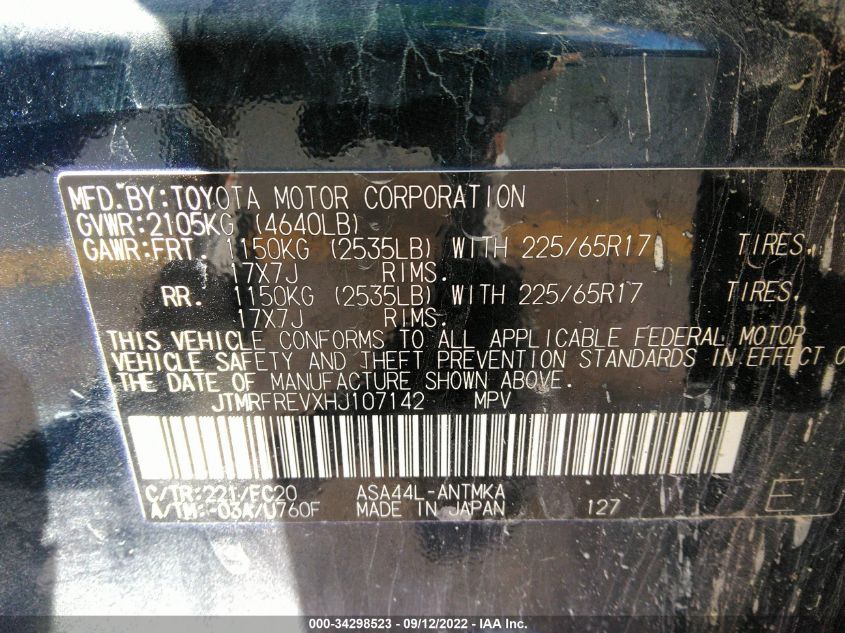 MFD.BY:TOYOTA MOTOR CORPORATION
GVWR:2105KG (4640LB)
GAWR:FRT. 1150KG (2535LB) WITH 225/65R17 TIRES.
17X7J RIMS.
RR. 1150KG (2535LB) WITH 225/65R17 TIRES.
17X7J RIMS.
THIS VEHICLE CONFORMS TO ALL APPLICABLE FEDERAL MOTOR
VEHICLE SAFETY AND THEFT PREVENTION STANDARDS IN EFFECT O
THE DATE OF MANUFACTURE SHOWN ABOVE.
JTMRFREVXHJ107142 MPV
C/TR:221/FC20 ASA44L-ANTMKA
A/TM:-03A/U760F MADE IN JAPAN 127 E
000-34298523 - 09/12/2022 - IAA Inc.